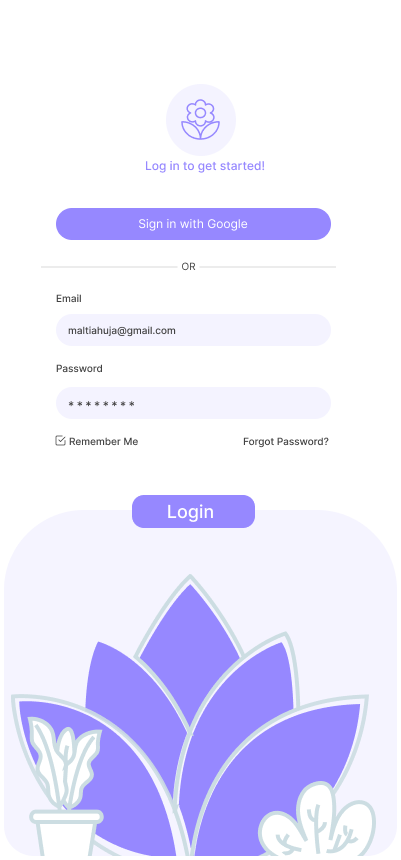 Log in to get started!
Sign in with Google
OR
Email
maltiahuja@gmail.com
Password
********
Remember Me
Forgot Password?
Login